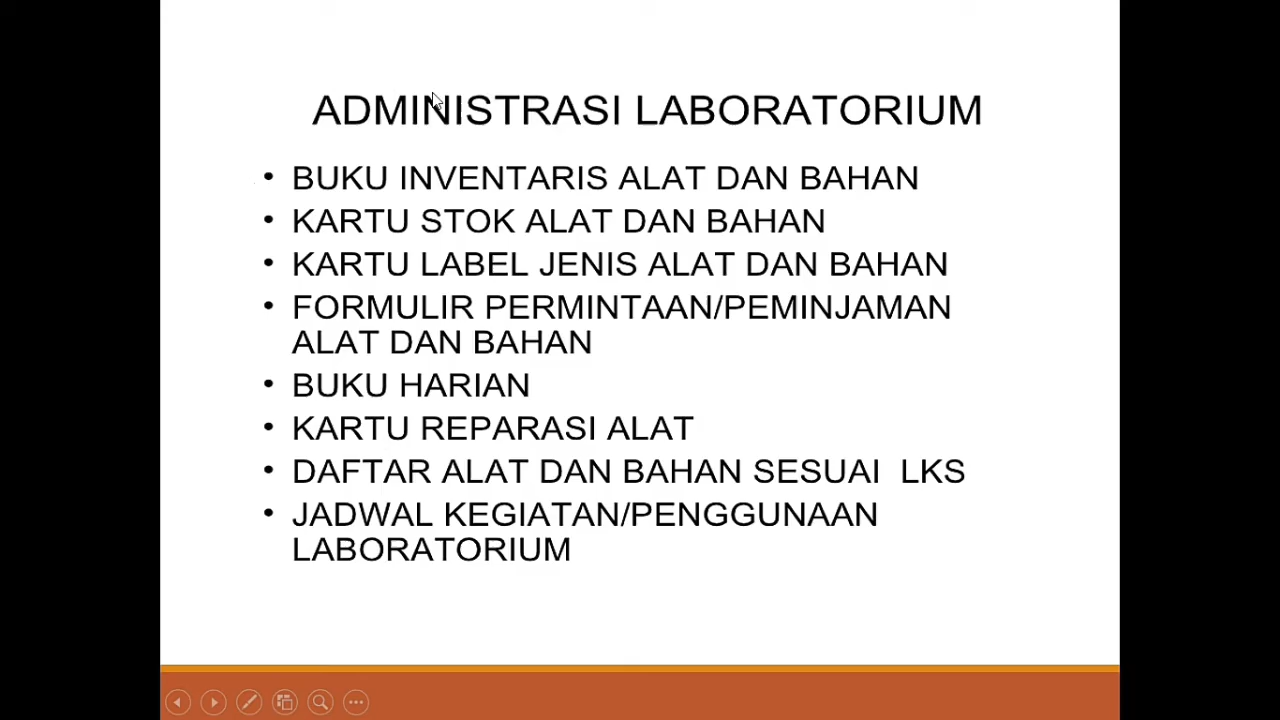 ADMINISTRASI LABORATORIUM
• BUKU INVENTARIS ALAT DAN BAHAN
• KARTU STOK ALAT DAN BAHAN
• KARTU LABEL JENIS ALAT DAN BAHAN
• FORMULIR PERMINTAAN/PEMINJAMAN
ALAT DAN BAHAN
• BUKU HARIAN
• KARTU REPARASI ALAT
• DAFTAR ALAT DAN BAHAN SESUAI  LKS
• JADWAL KEGIATAN/PENGGUNAAN
LABORATORIUM